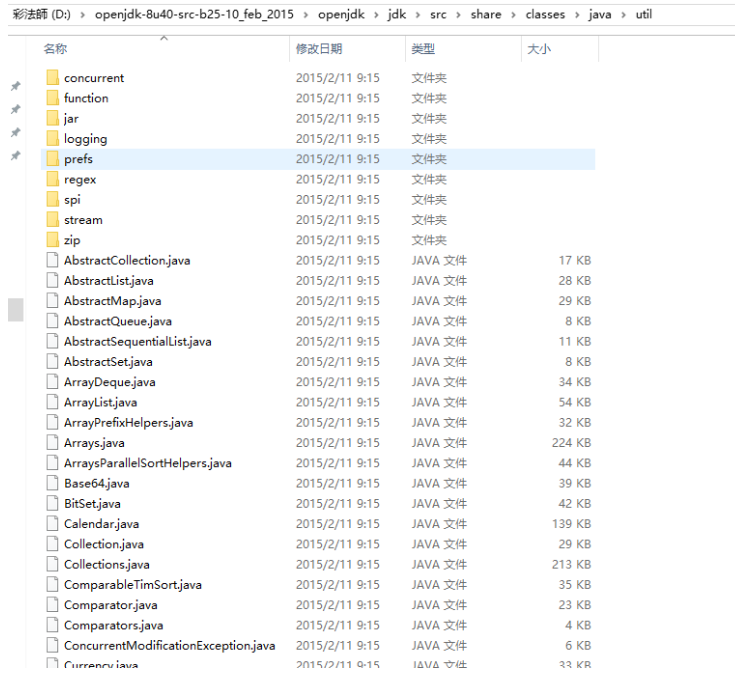 彩法師 (D:) › openjdk-8u40-src-b25-10_feb_2015 › openjdk › jdk › src › share › classes › java › util
名称 修改日期 类型 大小
concurrent 2015/2/11 9:15 文件夹
function 2015/2/11 9:15 文件夹
jar 2015/2/11 9:15 文件夹
logging 2015/2/11 9:15 文件夹
prefs 2015/2/11 9:15 文件夹
regex 2015/2/11 9:15 文件夹
spi 2015/2/11 9:15 文件夹
stream 2015/2/11 9:15 文件夹
zip 2015/2/11 9:15 文件夹
AbstractCollection.java 2015/2/11 9:15 JAVA 文件 17 KB
AbstractList.java 2015/2/11 9:15 JAVA 文件 28 KB
AbstractMap.java 2015/2/11 9:15 JAVA 文件 29 KB
AbstractQueue.java 2015/2/11 9:15 JAVA 文件 8 KB
AbstractSequentialList.java 2015/2/11 9:15 JAVA 文件 11 KB
AbstractSet.java 2015/2/11 9:15 JAVA 文件 8 KB
ArrayDeque.java 2015/2/11 9:15 JAVA 文件 34 KB
ArrayList.java 2015/2/11 9:15 JAVA 文件 54 KB
ArrayPrefixHelpers.java 2015/2/11 9:15 JAVA 文件 32 KB
Arrays.java 2015/2/11 9:15 JAVA 文件 224 KB
ArraysParallelSortHelpers.java 2015/2/11 9:15 JAVA 文件 44 KB
Base64.java 2015/2/11 9:15 JAVA 文件 39 KB
BitSet.java 2015/2/11 9:15 JAVA 文件 42 KB
Calendar.java 2015/2/11 9:15 JAVA 文件 139 KB
Collection.java 2015/2/11 9:15 JAVA 文件 29 KB
Collections.java 2015/2/11 9:15 JAVA 文件 213 KB
ComparableTimSort.java 2015/2/11 9:15 JAVA 文件 35 KB
Comparator.java 2015/2/11 9:15 JAVA 文件 23 KB
Comparators.java 2015/2/11 9:15 JAVA 文件 4 KB
ConcurrentModificationException.java 2015/2/11 9:15 JAVA 文件 6 KB
Currency.java 2015/2/11 9:15 JAVA 文件 33 KB